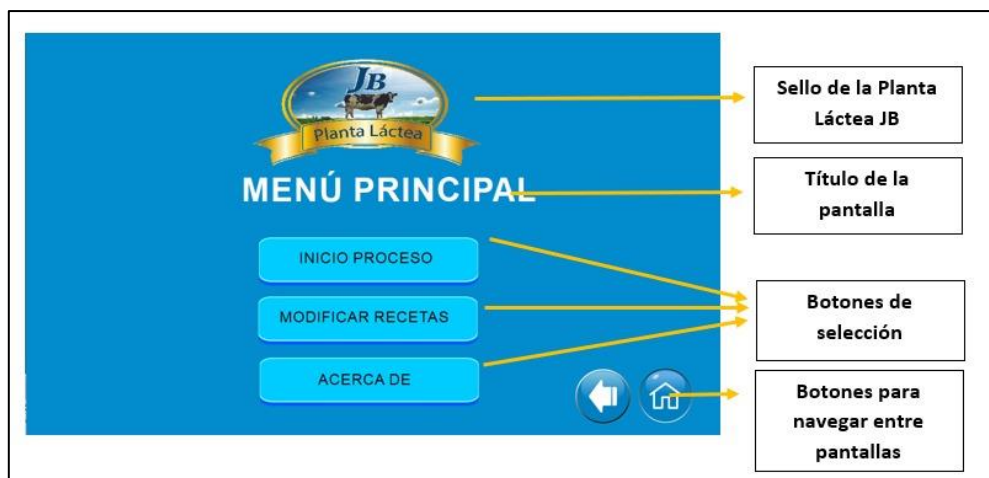 JB
Planta Láctea
MENÚ PRINCIPAL
INICIO PROCESO
MODIFICAR RECETAS
ACERCA DE
Sello de la Planta
Láctea JB
Título de la
pantalla
Botones de
selección
Botones para
navegar entre
pantallas